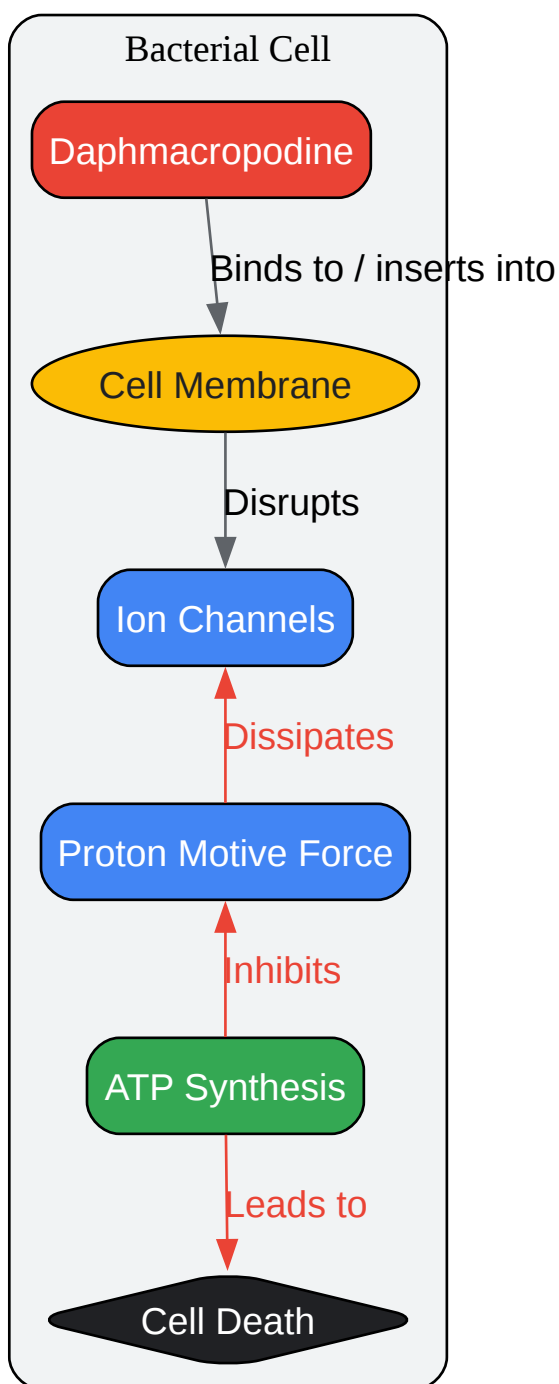 Bacterial Cell
Daphmacropodine
Binds to / inserts into
Cell Membrane
Disrupts
Ion Channels
Dissipates
Proton Motive Force
Inhibits
ATP Synthesis
Leads to
Cell Death